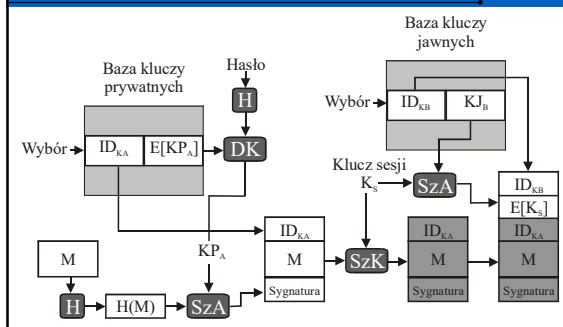 Baza kluczy
jawnych
Hasło
Baza kluczy
prywatnych
H
Wybór
ID_KB
KJ_B
Wybór
ID_KA
E[KP_A]
DK
Klucz sesji
K_S
SzA
ID_KB
E[K_S]
ID_KA
M
Sygnatura
KP_A
ID_KA
M
Sygnatura
SzK
ID_KA
M
Sygnatura
M
H
H(M)
SzA